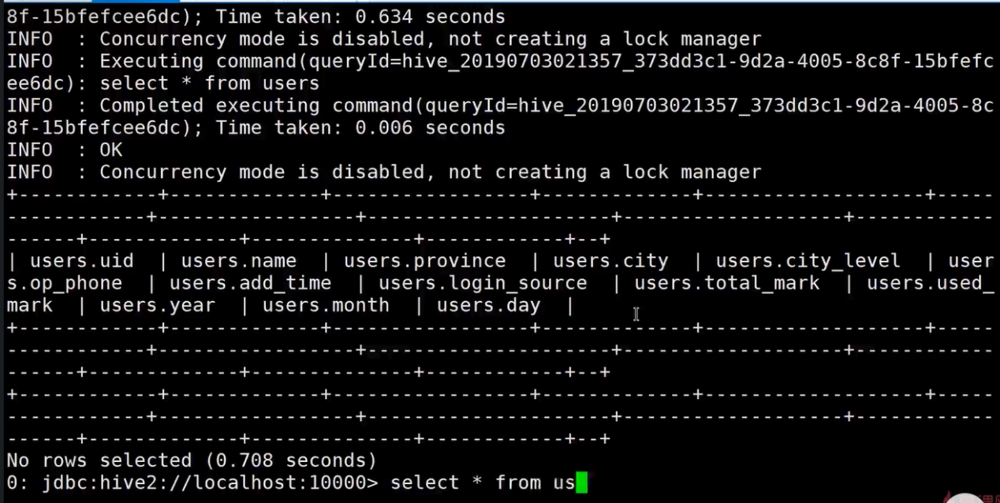 8f-15bfefcee6dc); Time taken: 0.634 seconds
INFO  : Concurrency mode is disabled, not creating a lock manager
INFO  : Executing command(queryId=hive_20190703021357_373dd3c1-9d2a-4005-8c8f-15bfefc
ee6dc): select * from users
INFO  : Completed executing command(queryId=hive_20190703021357_373dd3c1-9d2a-4005-8c
8f-15bfefcee6dc); Time taken: 0.006 seconds
INFO  : OK
INFO  : Concurrency mode is disabled, not creating a lock manager
+------------+-------------+-----------------+-------------+-------------------+-----
------------+-----------------+---------------------+-------------------+------------
------+-------------+--------------+------------+--+
| users.uid  | users.name  | users.province  | users.city  | users.city_level  | user
s.op_phone  | users.add_time  | users.login_source  | users.total_mark  | users.used_
mark  | users.year  | users.month  | users.day  |
+------------+-------------+-----------------+-------------+-------------------+-----
------------+-----------------+---------------------+-------------------+------------
------+-------------+--------------+------------+--+
+------------+-------------+-----------------+-------------+-------------------+-----
------------+-----------------+---------------------+-------------------+------------
------+-------------+--------------+------------+--+
No rows selected (0.708 seconds)
0: jdbc:hive2://localhost:10000> select * from us